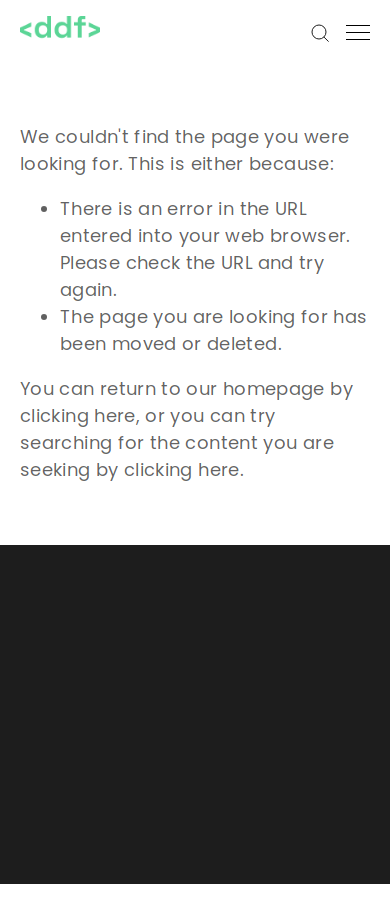 <ddf>
We couldn't find the page you were
looking for. This is either because:
There is an error in the URL
entered into your web browser.
Please check the URL and try
again.
The page you are looking for has
been moved or deleted.
You can return to our homepage by
clicking here, or you can try
searching for the content you are
seeking by clicking here.